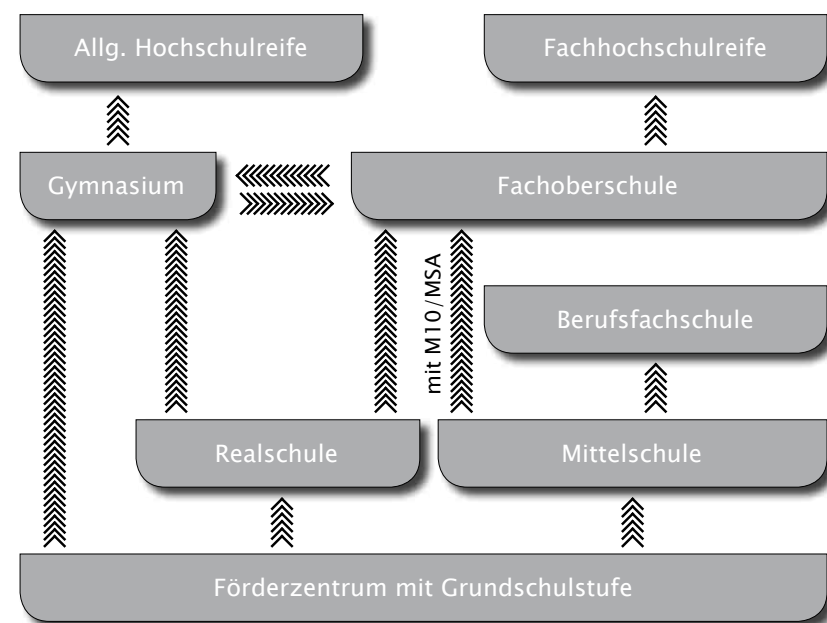 Allg. Hochschulreife
Fachhochschulreife
Gymnasium
Fachoberschule
mit M10/MSA
Berufsfachschule
Realschule
Mittelschule
Förderzentrum mit Grundschulstufe